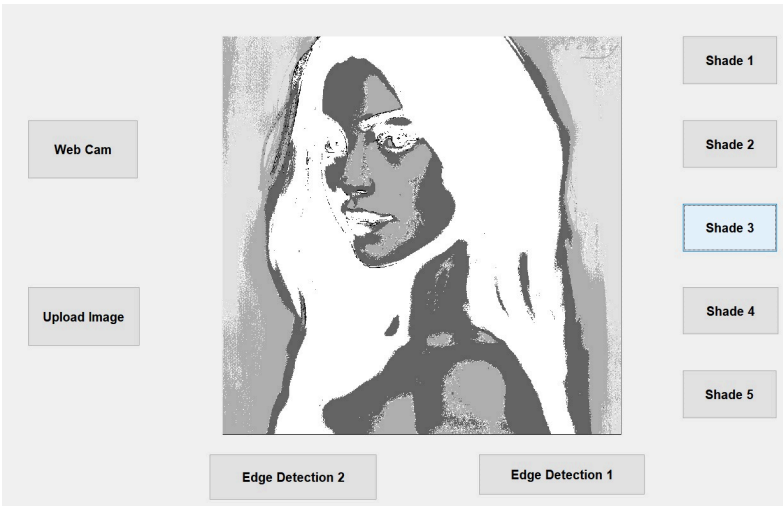 Shade 1
Web Cam
Shade 2
Shade 3
Upload Image
Shade 4
Shade 5
Edge Detection 2
Edge Detection 1